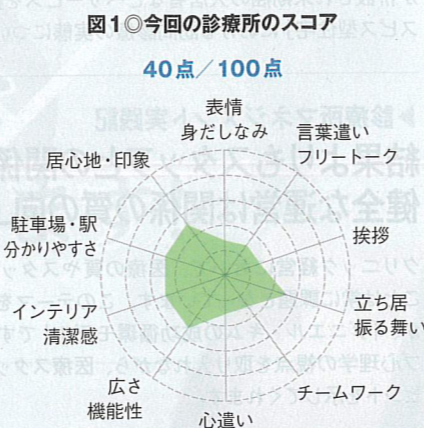 図1◎今回の診療所のスコア
40点／100点
表情
身だしなみ
言葉遣い
フリートーク
挨拶
立ち居
振る舞い
チームワーク
心遣い
広さ
機能性
インテリア
清潔感
駐車場・駅
分かりやすさ
居心地・印象